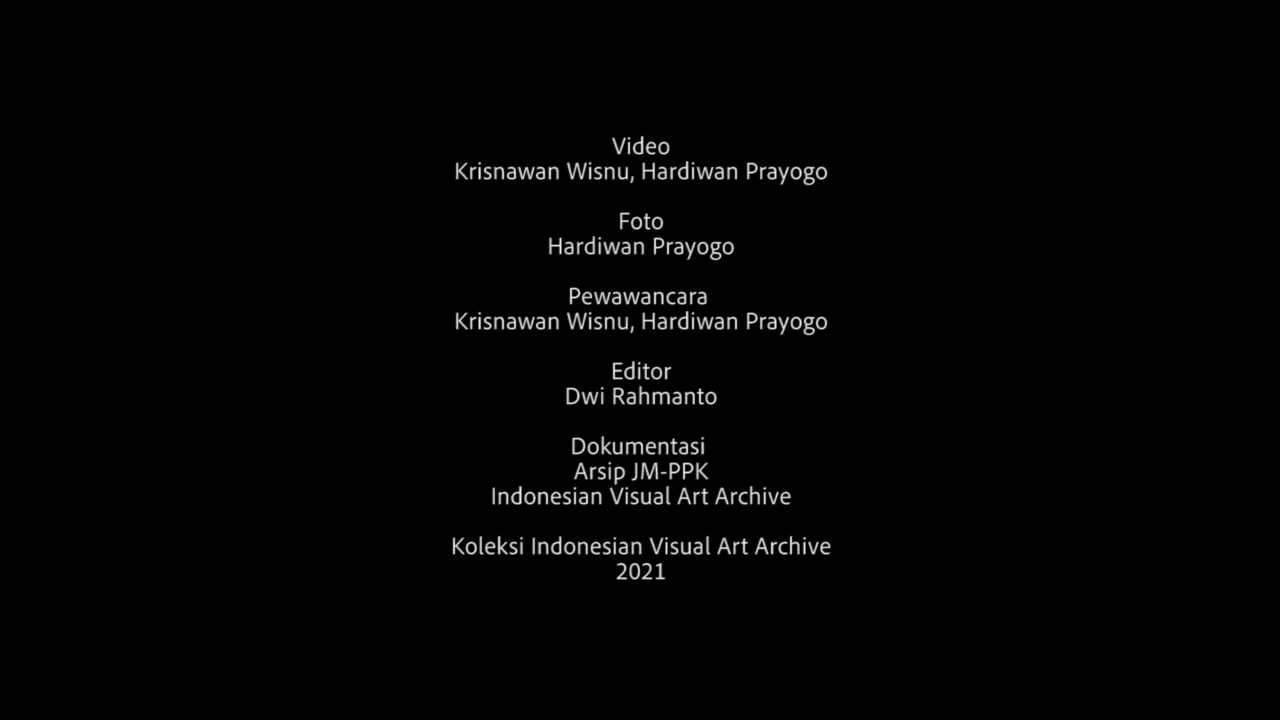 Video
Krisnawan Wisnu, Hardiwan Prayogo
Foto
Hardiwan Prayogo
Pewawancara
Krisnawan Wisnu, Hardiwan Prayogo
Editor
Dwi Rahmanto
Dokumentasi
Arsip JM-PPK
Indonesian Visual Art Archive
Koleksi Indonesian Visual Art Archive
2021